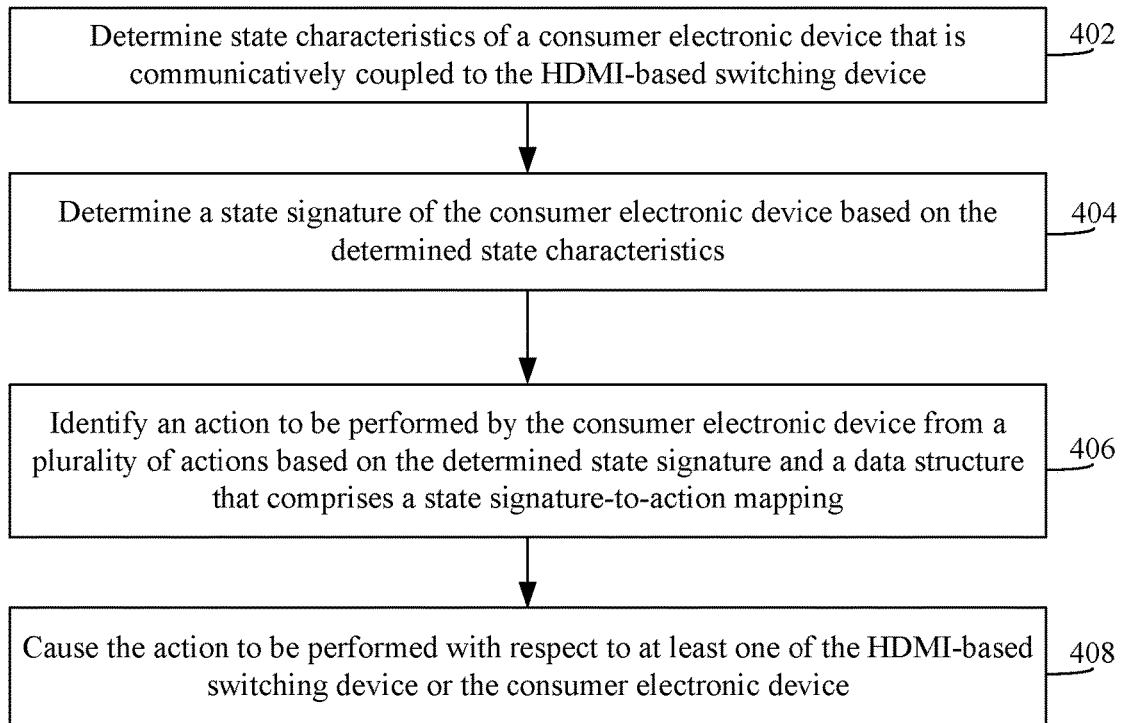 Determine state characteristics of a consumer electronic device that is
communicatively coupled to the HDMI-based switching device
402
Determine a state signature of the consumer electronic device based on the
determined state characteristics
404
Identify an action to be performed by the consumer electronic device from a
plurality of actions based on the determined state signature and a data structure
that comprises a state signature-to-action mapping
406
Cause the action to be performed with respect to at least one of the HDMI-based
switching device or the consumer electronic device
408